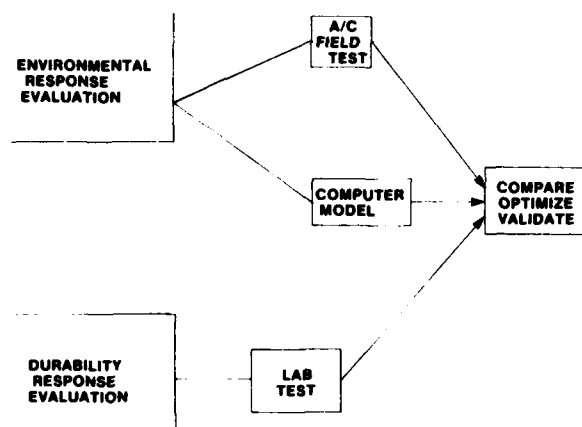 ENVIRONMENTAL
RESPONSE
EVALUATION
A/C
FIELD
TEST
COMPUTER
MODEL
COMPARE
OPTIMIZE
VALIDATE
DURABILITY
RESPONSE
EVALUATION
LAB
TEST